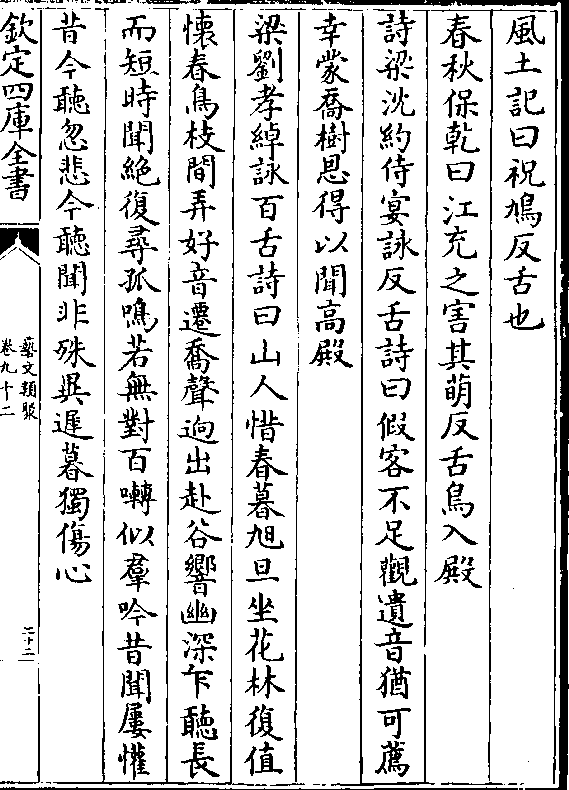 風土記曰祝鳩反舌也
春秋保乾曰江充之害其萌反舌鳥入殿
詩梁沈約侍宴詠反舌詩曰假客不足觀遺音猶可薦
幸蒙喬樹恩得以聞高殿
梁劉孝綽詠百舌詩曰山人惜春暮旭旦坐花林復值
懷春鳥枝間弄好音遷喬聲迥出赴谷響幽深乍聽長
而短時聞絶復尋孤鳴若無對百囀似羣吟昔聞屢懽
昔今聽忽悲今聽聞非殊異遲暮獨傷心
欽定四庫全書
藝文類聚
卷九十二
二十二